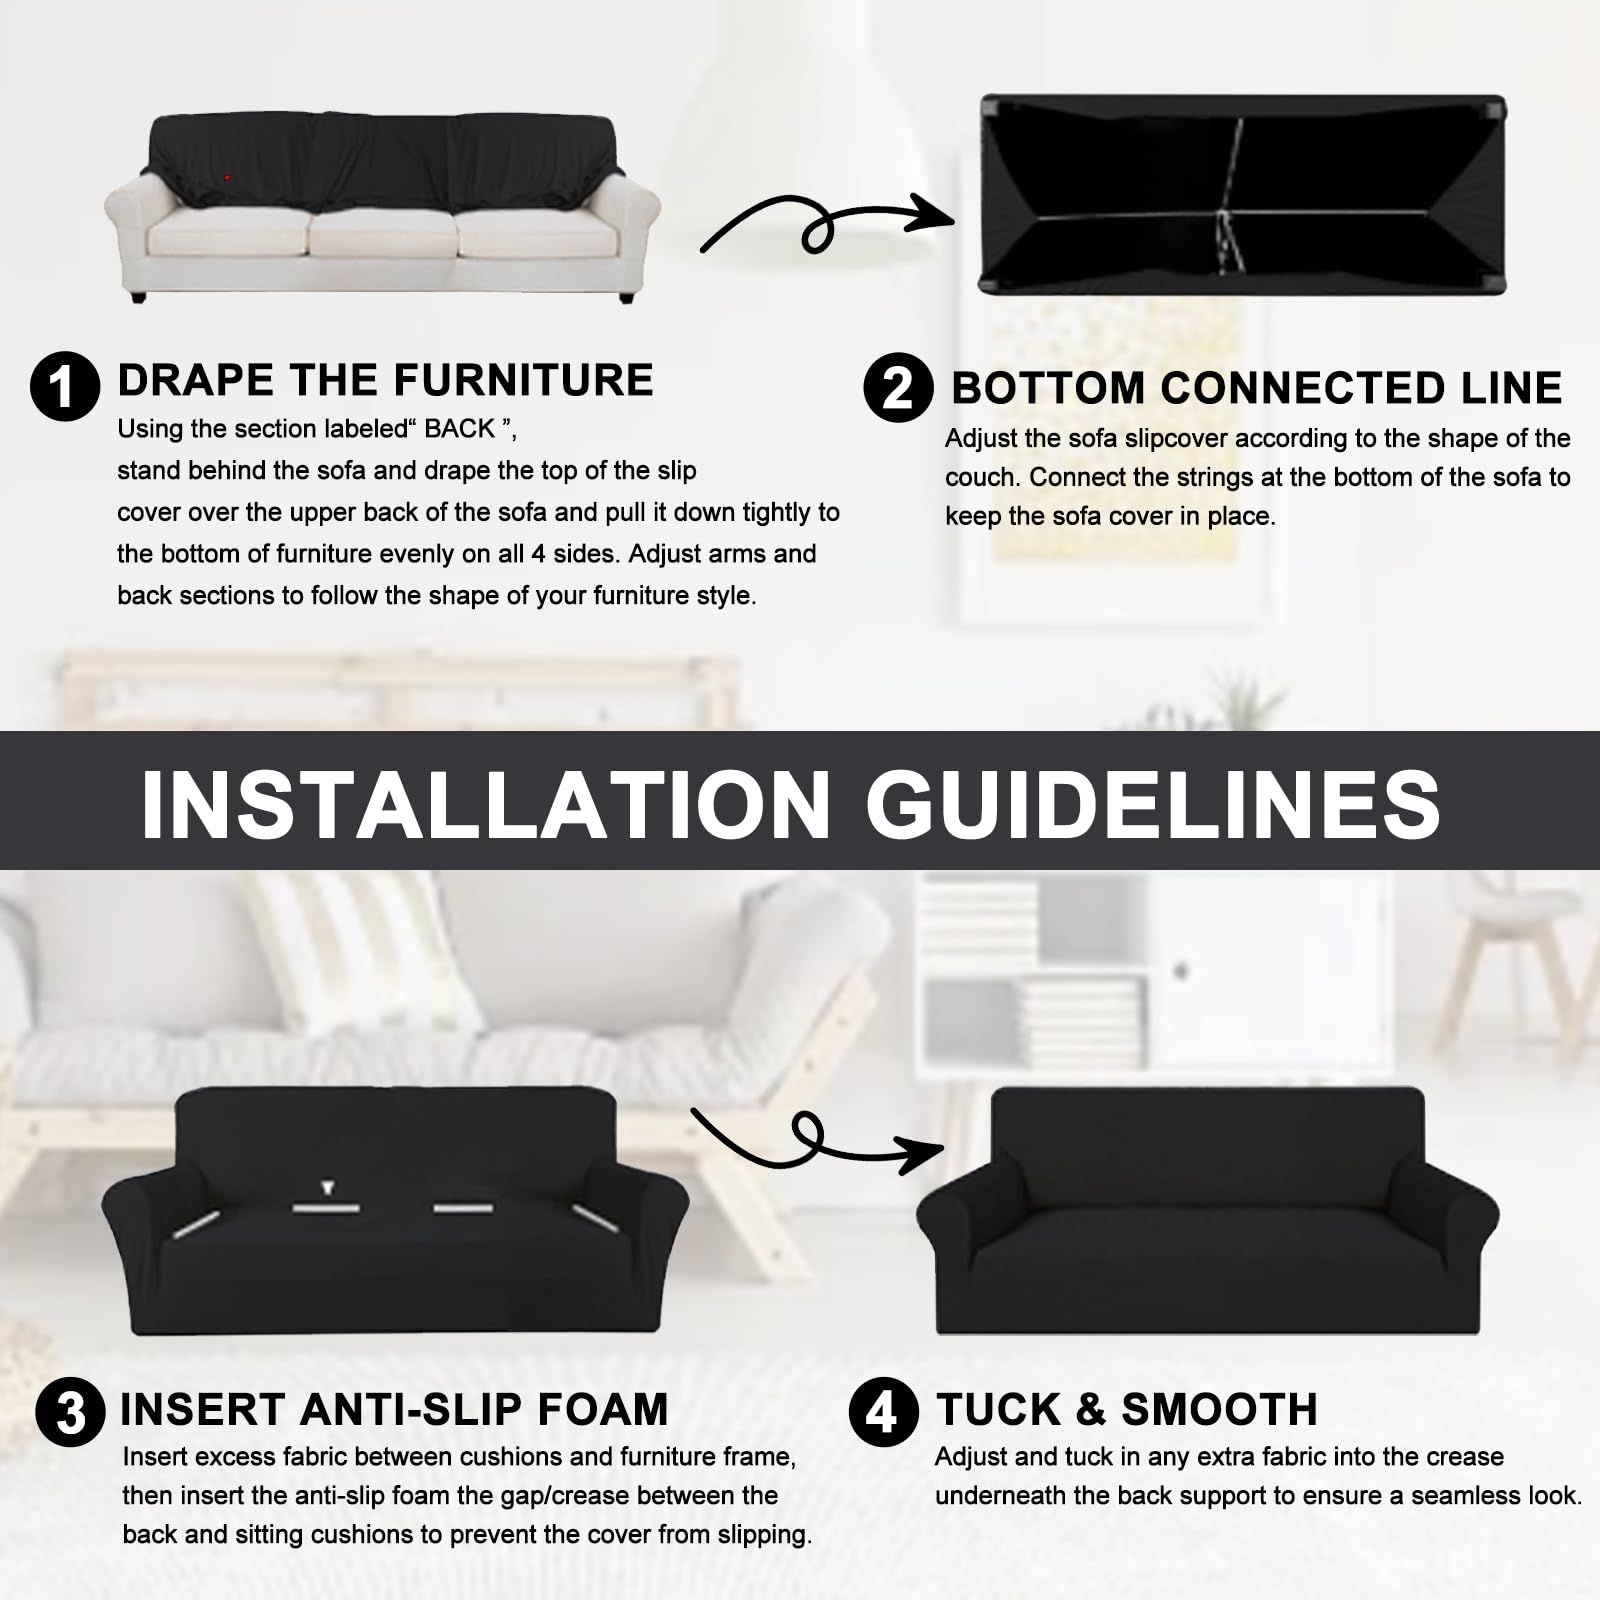 1 DRAPE THE FURNITURE
Using the section labeled“ BACK ”,
stand behind the sofa and drape the top of the slip
cover over the upper back of the sofa and pull it down tightly to
the bottom of furniture evenly on all 4 sides. Adjust arms and
back sections to follow the shape of your furniture style.
2 BOTTOM CONNECTED LINE
Adjust the sofa slipcover according to the shape of the
couch. Connect the strings at the bottom of the sofa to
keep the sofa cover in place.
INSTALLATION GUIDELINES
3 INSERT ANTI-SLIP FOAM
Insert excess fabric between cushions and furniture frame,
then insert the anti-slip foam the gap/crease between the
back and sitting cushions to prevent the cover from slipping.
4 TUCK & SMOOTH
Adjust and tuck in any extra fabric into the crease
underneath the back support to ensure a seamless look.